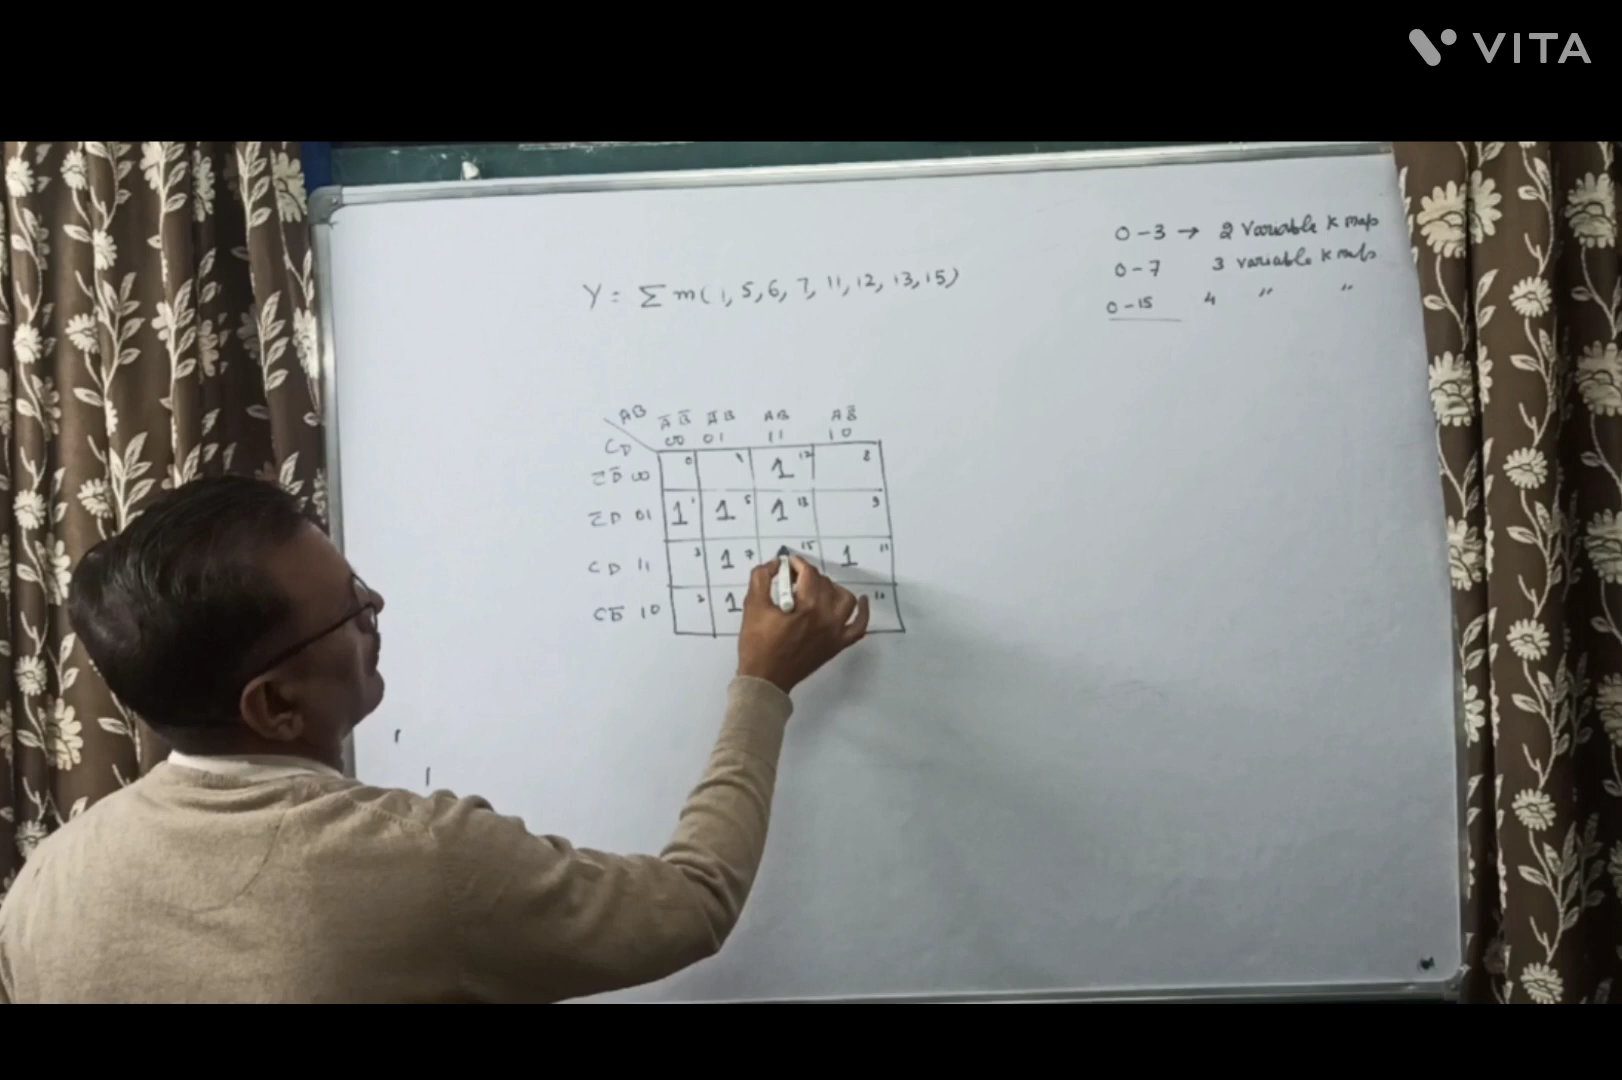 VITA
0-3 → 2 Variable K map
0-7 3 variable K map
0-15 4 " "
Y = Σ m(1, 5, 6, 7, 11, 12, 13, 15)
AB A̅B̅ A̅B AB AB̅
CD 00 01 11 10
C̅D̅ 00 0 4 1 12 8
C̅D 01 1 1 1 5 1 13 9
CD 11 3 1 7 15 1 11
CD̅ 10 2 1 10